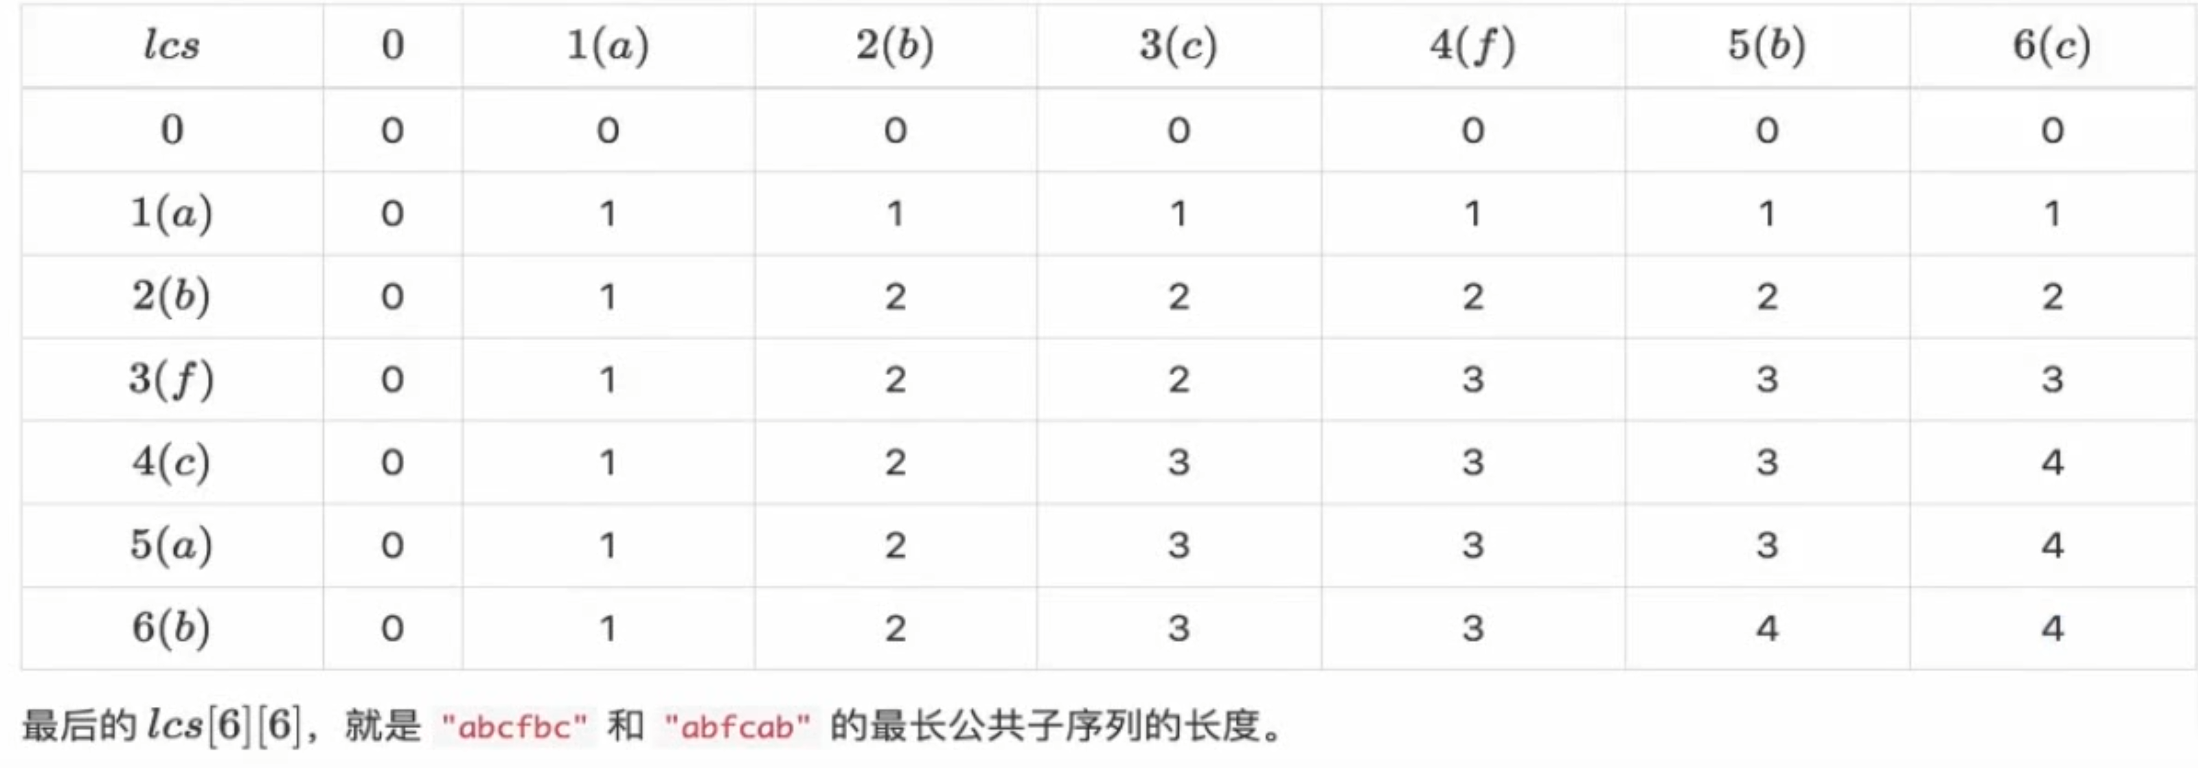 lcs 0 1(a) 2(b) 3(c) 4(f) 5(b) 6(c)
0 0 0 0 0 0 0 0
1(a) 0 1 1 1 1 1 1
2(b) 0 1 2 2 2 2 2
3(f) 0 1 2 2 3 3 3
4(c) 0 1 2 3 3 3 4
5(a) 0 1 2 3 3 3 4
6(b) 0 1 2 3 3 4 4
最后的 lcs[6][6]，就是 "abcfbc" 和 "abfcab" 的最长公共子序列的长度。